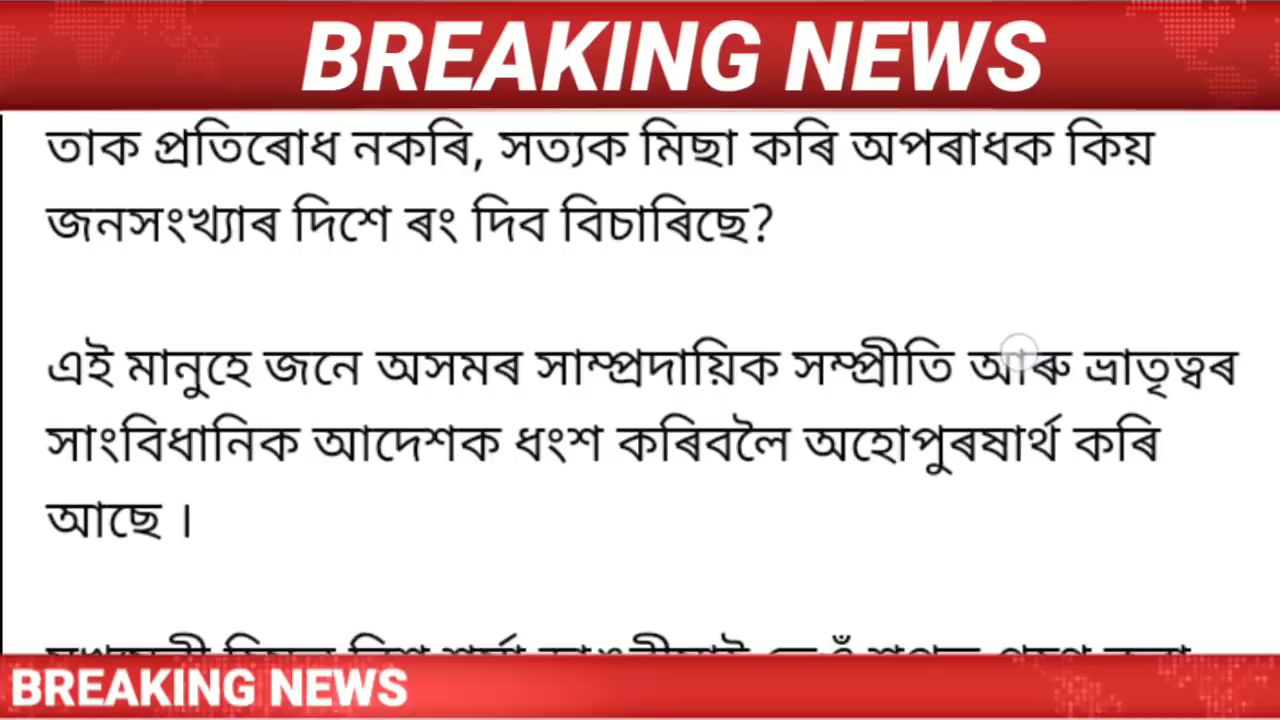 BREAKING NEWS
তাক প্ৰতিৰোধ নকৰি, সত্যক মিছা কৰি অপৰাধক কিয়
জনসংখ্যাৰ দিশে ৰং দিব বিচাৰিছে?
এই মানুহে জনে অসমৰ সাম্প্ৰদায়িক সম্প্ৰীতি আৰু ভ্ৰাতৃত্বৰ
সাংবিধানিক আদেশক ধংশ কৰিবলৈ অহোপুৰষাৰ্থ কৰি
আছে ।
BREAKING NEWS